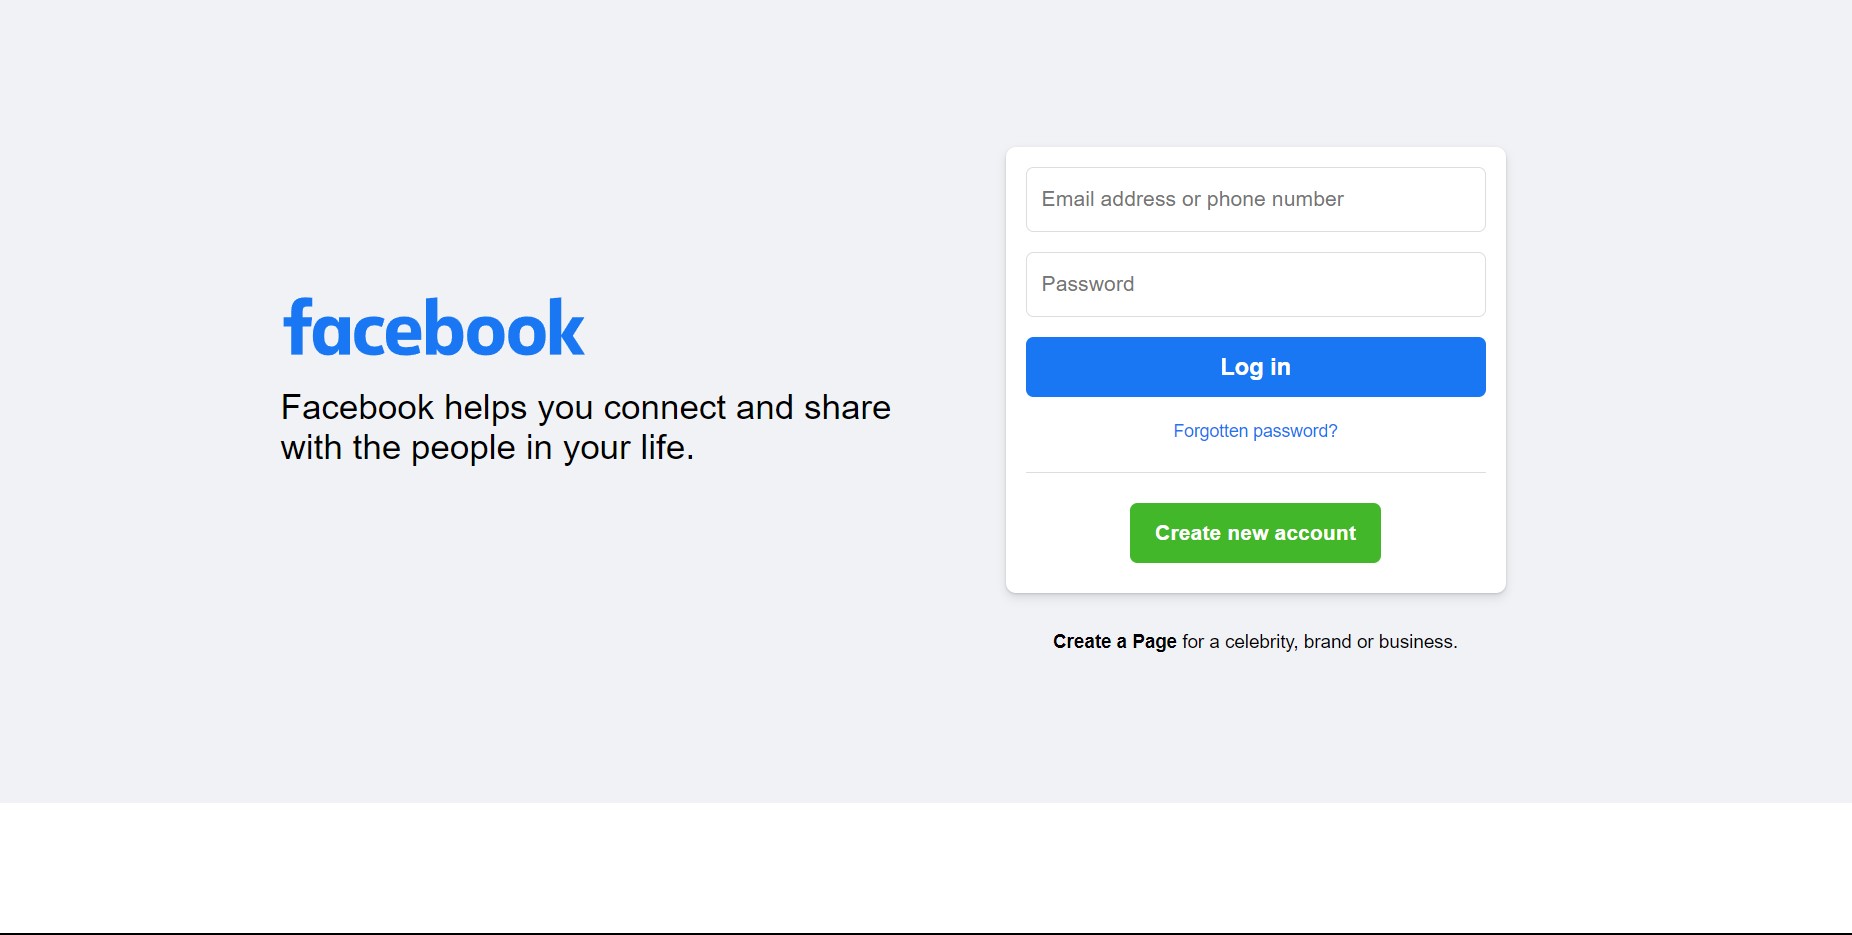 facebook
Facebook helps you connect and share
with the people in your life.
Email address or phone number
Password
Log in
Forgotten password?
Create new account
Create a Page for a celebrity, brand or business.